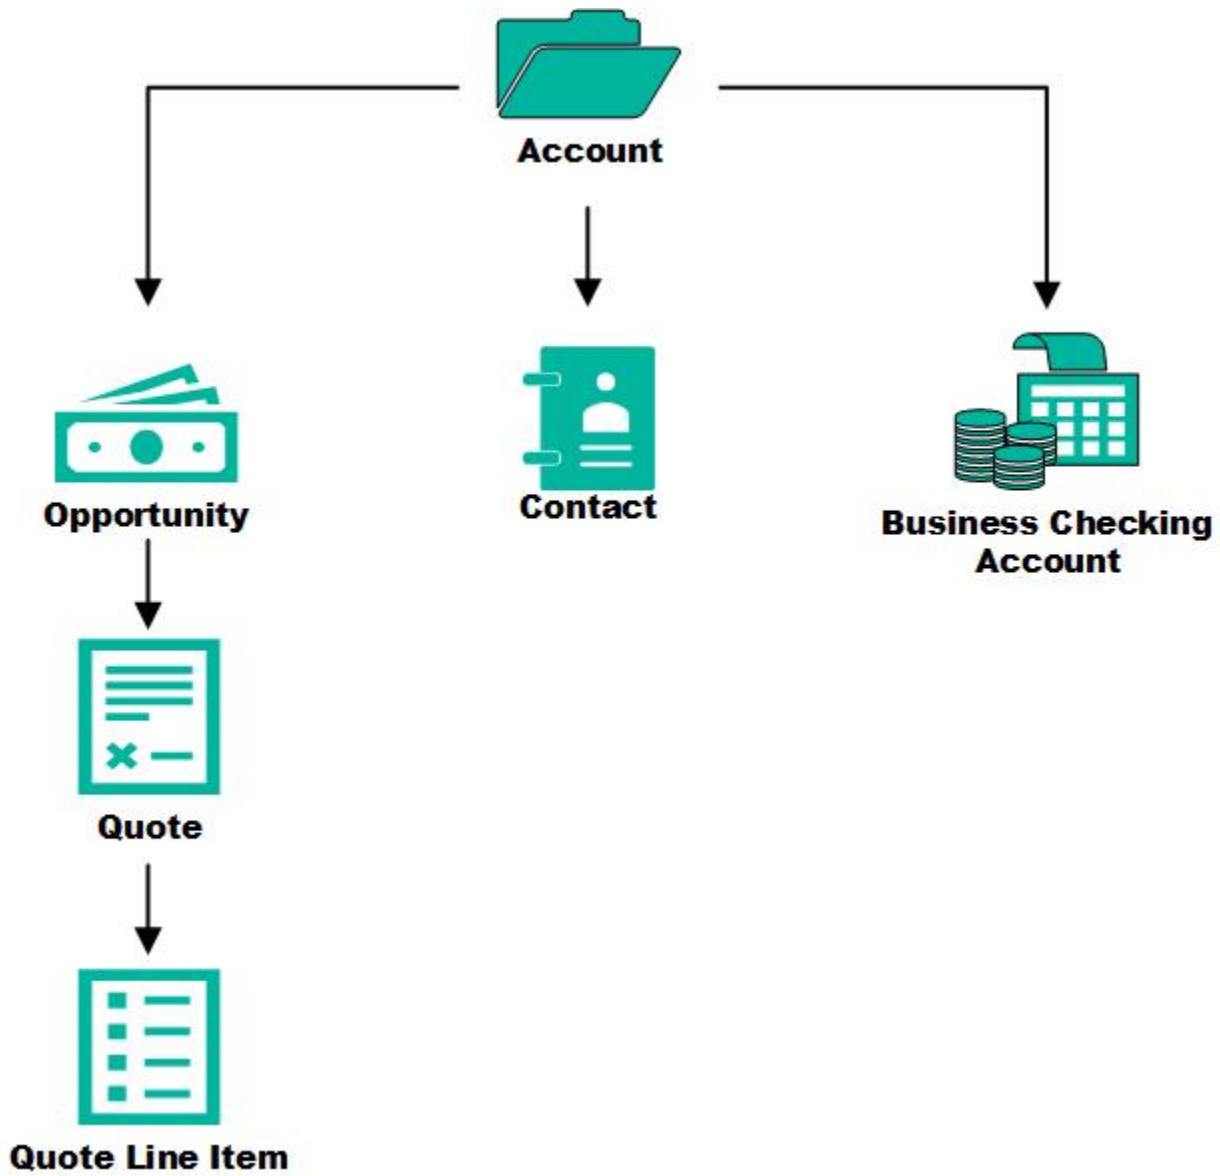 Account
Opportunity
Contact
Business Checking
Account
Quote
Quote Line Item